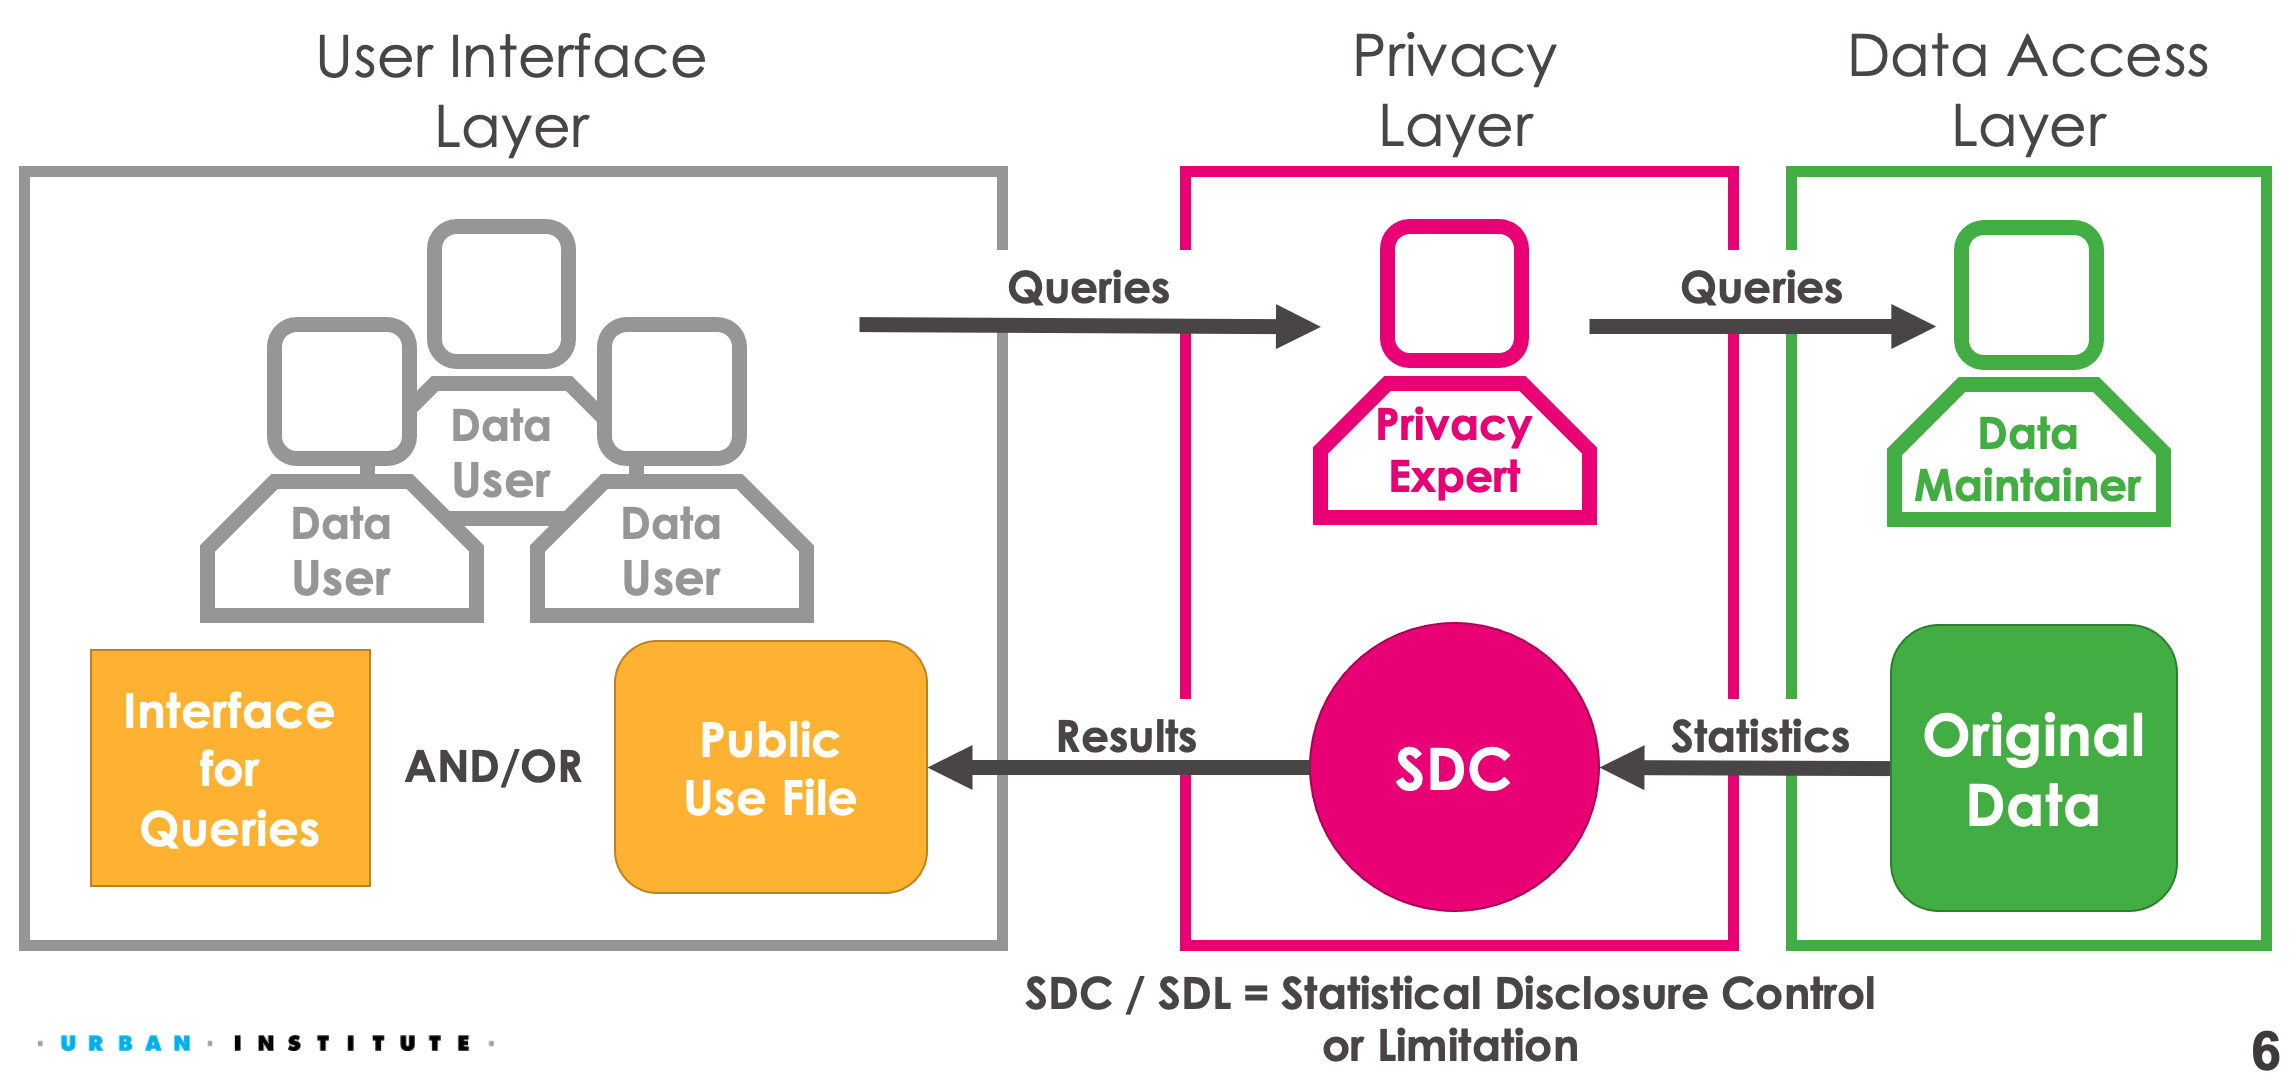 User Interface
Layer
Privacy
Layer
Data Access
Layer
Queries
Queries
Data
User
Data
User
Data
User
Privacy
Expert
Data
Maintainer
Interface
for
Queries
AND/OR
Public
Use File
Results
SDC
Statistics
Original
Data
SDC / SDL = Statistical Disclosure Control
or Limitation
· URBAN · INSTITUTE ·
6